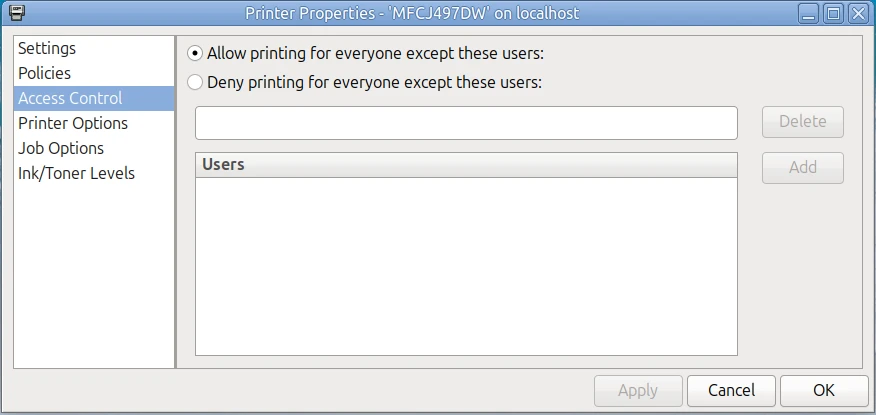 Printer Properties - 'MFCJ497DW' on localhost
Settings
Policies
Access Control
Printer Options
Job Options
Ink/Toner Levels
Allow printing for everyone except these users:
Deny printing for everyone except these users:
Delete
Users
Add
Apply
Cancel
OK